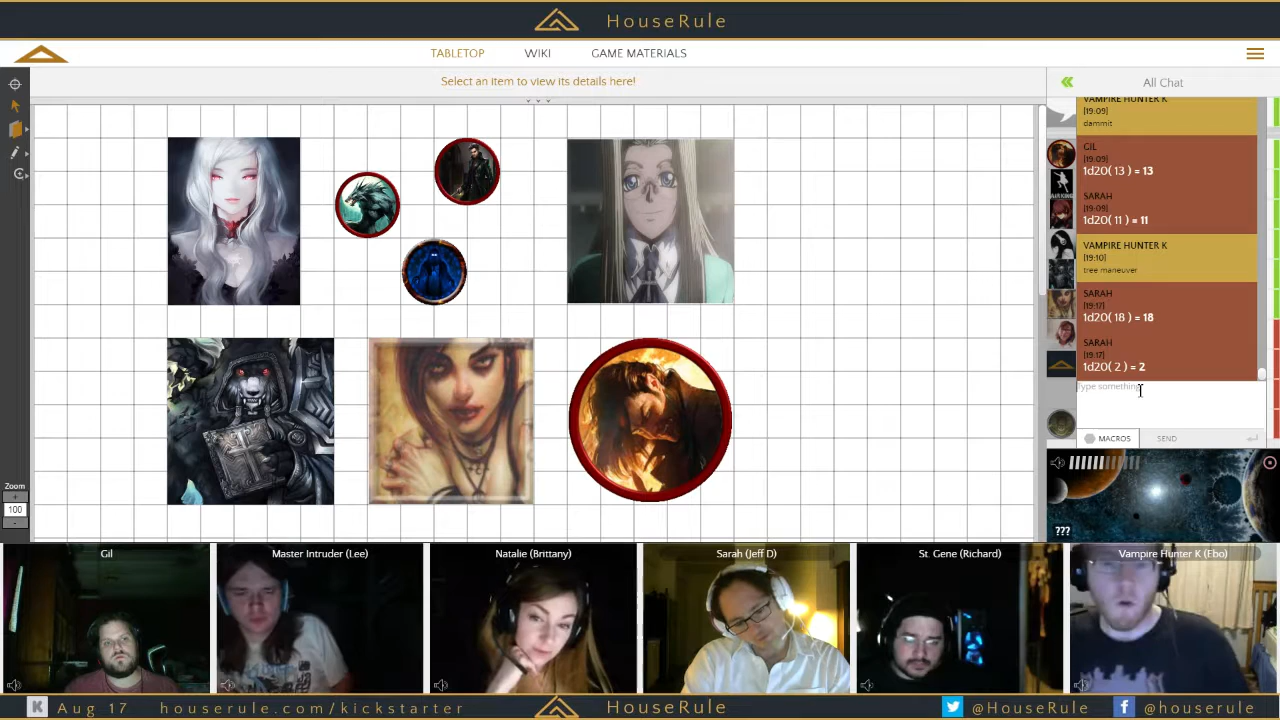 HouseRule
TABLETOP WIKI GAME MATERIALS
Select an item to view its details here!
All Chat
VAMPIRE HUNTER K
[19:09]
dammit
GIL
[19:09]
1d20( 13 ) = 13
SARAH
[19:09]
1d20( 11 ) = 11
VAMPIRE HUNTER K
[19:10]
tree maneuver
SARAH
[19:17]
1d20( 18 ) = 18
SARAH
[19:17]
1d20( 2 ) = 2
Type something
MACROS SEND
Zoom
+
100
-
???
Gil
Master Intruder (Lee)
Natalie (Brittany)
Sarah (Jeff D)
St. Gene (Richard)
Vampire Hunter K (Ebo)
K Aug 17 houserule.com/kickstarter HouseRule @HouseRule f @houserule